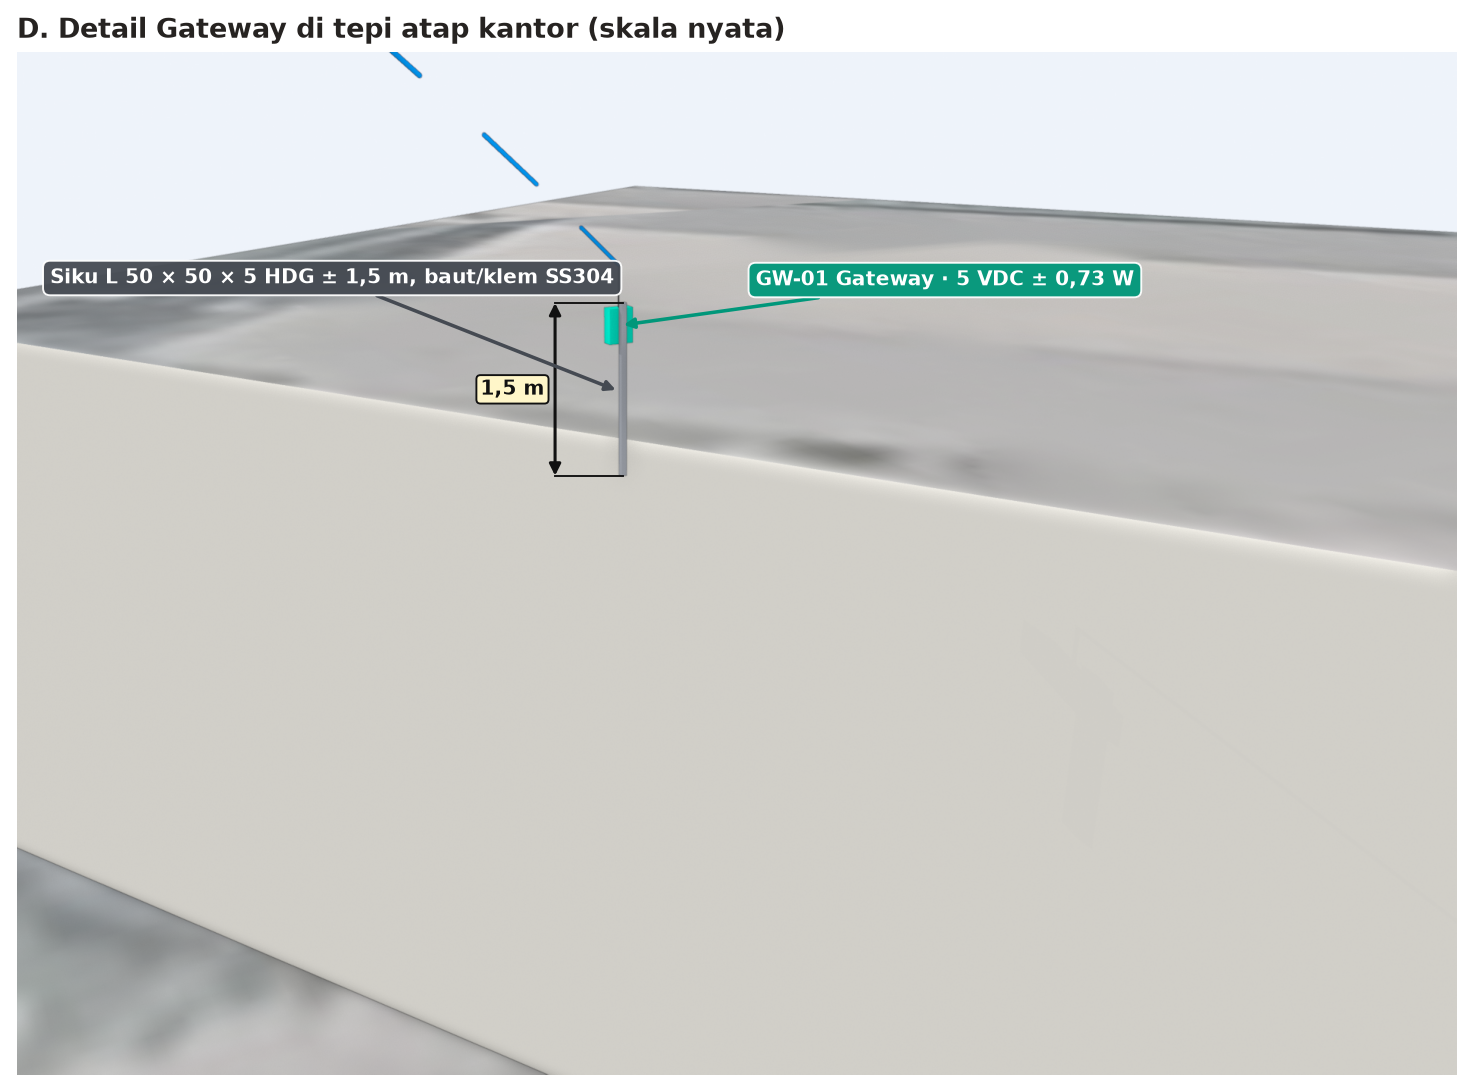 D. Detail Gateway di tepi atap kantor (skala nyata)
Siku L 50 × 50 × 5 HDG ± 1,5 m, baut/klem SS304
GW-01 Gateway · 5 VDC ± 0,73 W
1,5 m